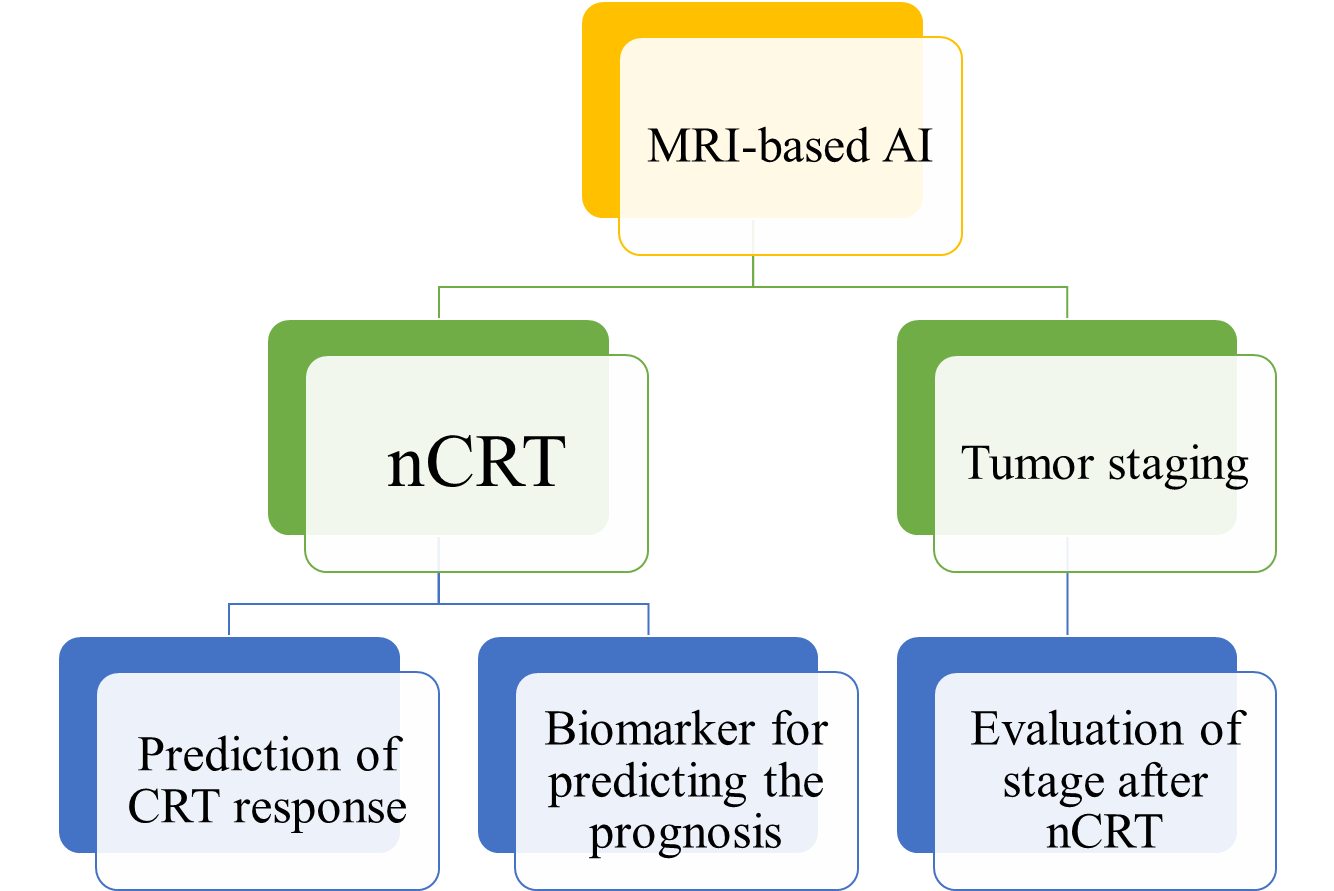 MRI-based AI
nCRT
Tumor staging
Prediction of
CRT response
Biomarker for
predicting the
prognosis
Evaluation of
stage after
nCRT